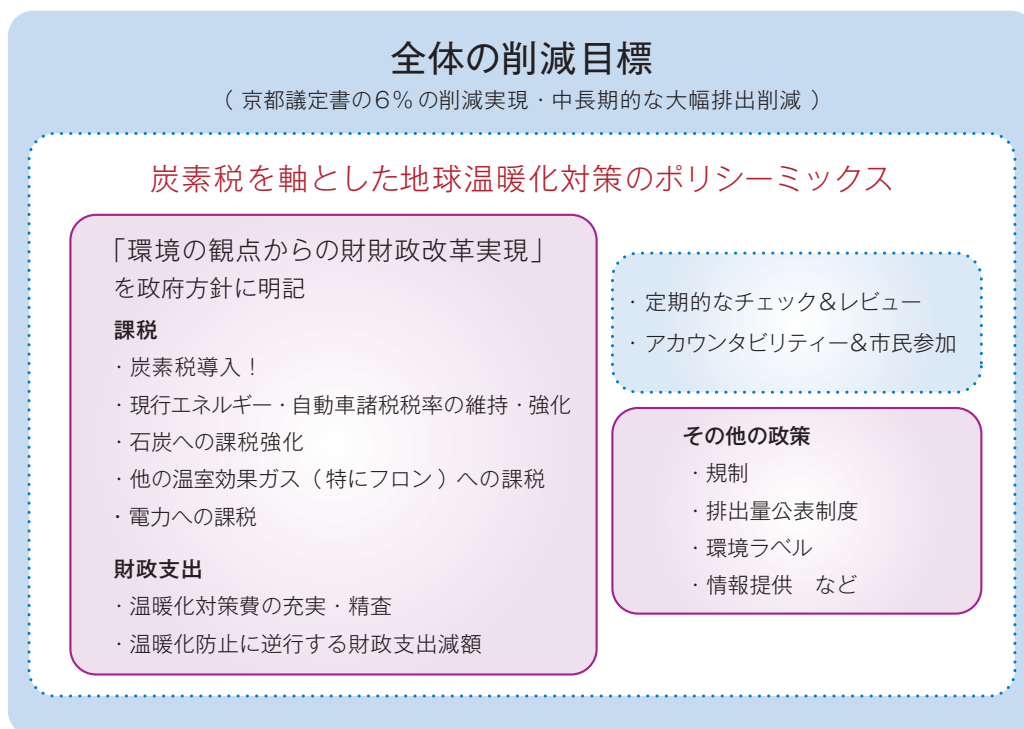 全体の削減目標
（ 京都議定書の6% の削減実現・中長期的な大幅排出削減 ）
炭素税を軸とした地球温暖化対策のポリシーミックス
「環境の観点からの財財政改革実現」
を政府方針に明記
課税
・炭素税導入！
・現行エネルギー・自動車諸税税率の維持・強化
・石炭への課税強化
・他の温室効果ガス（特にフロン）への課税
・電力への課税
財政支出
・温暖化対策費の充実・精査
・温暖化防止に逆行する財政支出減額
・定期的なチェック＆レビュー
・アカウンタビリティー＆市民参加
その他の政策
・規制
・排出量公表制度
・環境ラベル
・情報提供　など